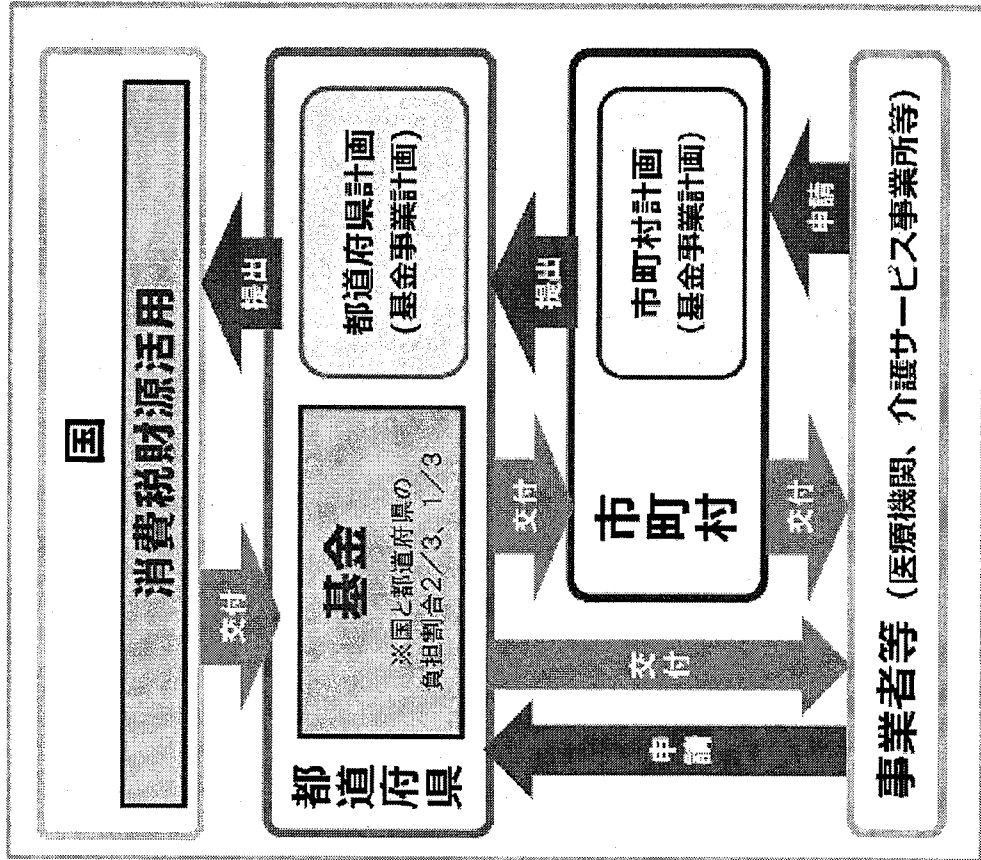 国
消費税財源活用
交付
提出
都道府県
基金
※国と都道府県の
負担割合2/3、1/3
都道府県計画
(基金事業計画)
申請
交付
交付
提出
市町村
市町村計画
(基金事業計画)
交付
申請
事業者等(医療機関、介護サービス事業所等)